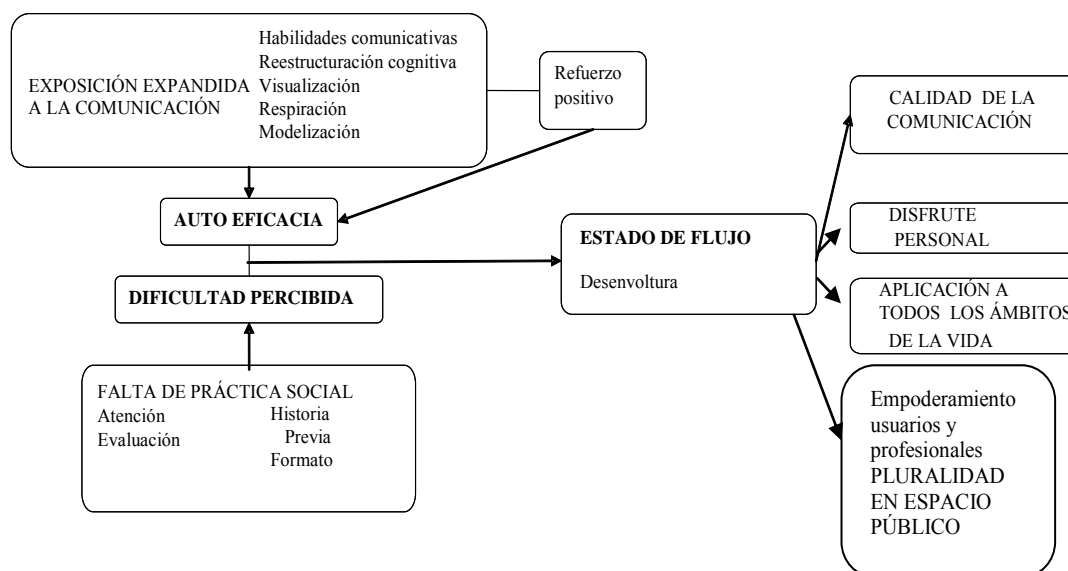 Habilidades comunicativas
Reestructuración cognitiva
EXPOSICIÓN EXPANDIDA
A LA COMUNICACIÓN
Visualización
Respiración
Modelización
Refuerzo
positivo
AUTO EFICACIA
DIFICULTAD PERCIBIDA
FALTA DE PRÁCTICA SOCIAL
Atención
Evaluación
Historia
Previa
Formato
ESTADO DE FLUJO
Desenvoltura
CALIDAD DE LA
COMUNICACIÓN
DISFRUTE
PERSONAL
APLICACIÓN A
TODOS LOS ÁMBITOS
DE LA VIDA
Empoderamiento
usuarios y
profesionales
PLURALIDAD
EN ESPACIO
PÚBLICO